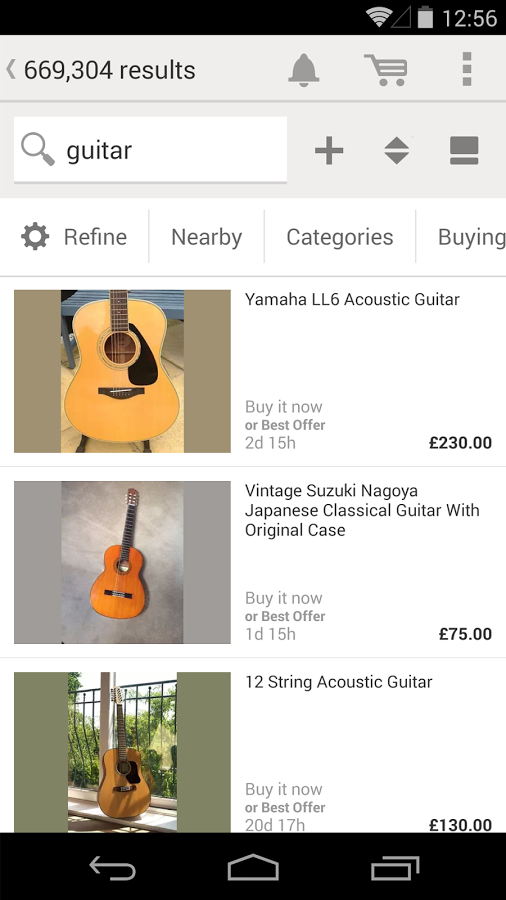 12:56
669,304 results
guitar
Refine
Nearby
Categories
Buying
Yamaha LL6 Acoustic Guitar
Buy it now
or Best Offer
2d 15h
£230.00
Vintage Suzuki Nagoya
Japanese Classical Guitar With
Original Case
Buy it now
or Best Offer
1d 15h
£75.00
12 String Acoustic Guitar
Buy it now
or Best Offer
20d 17h
£130.00